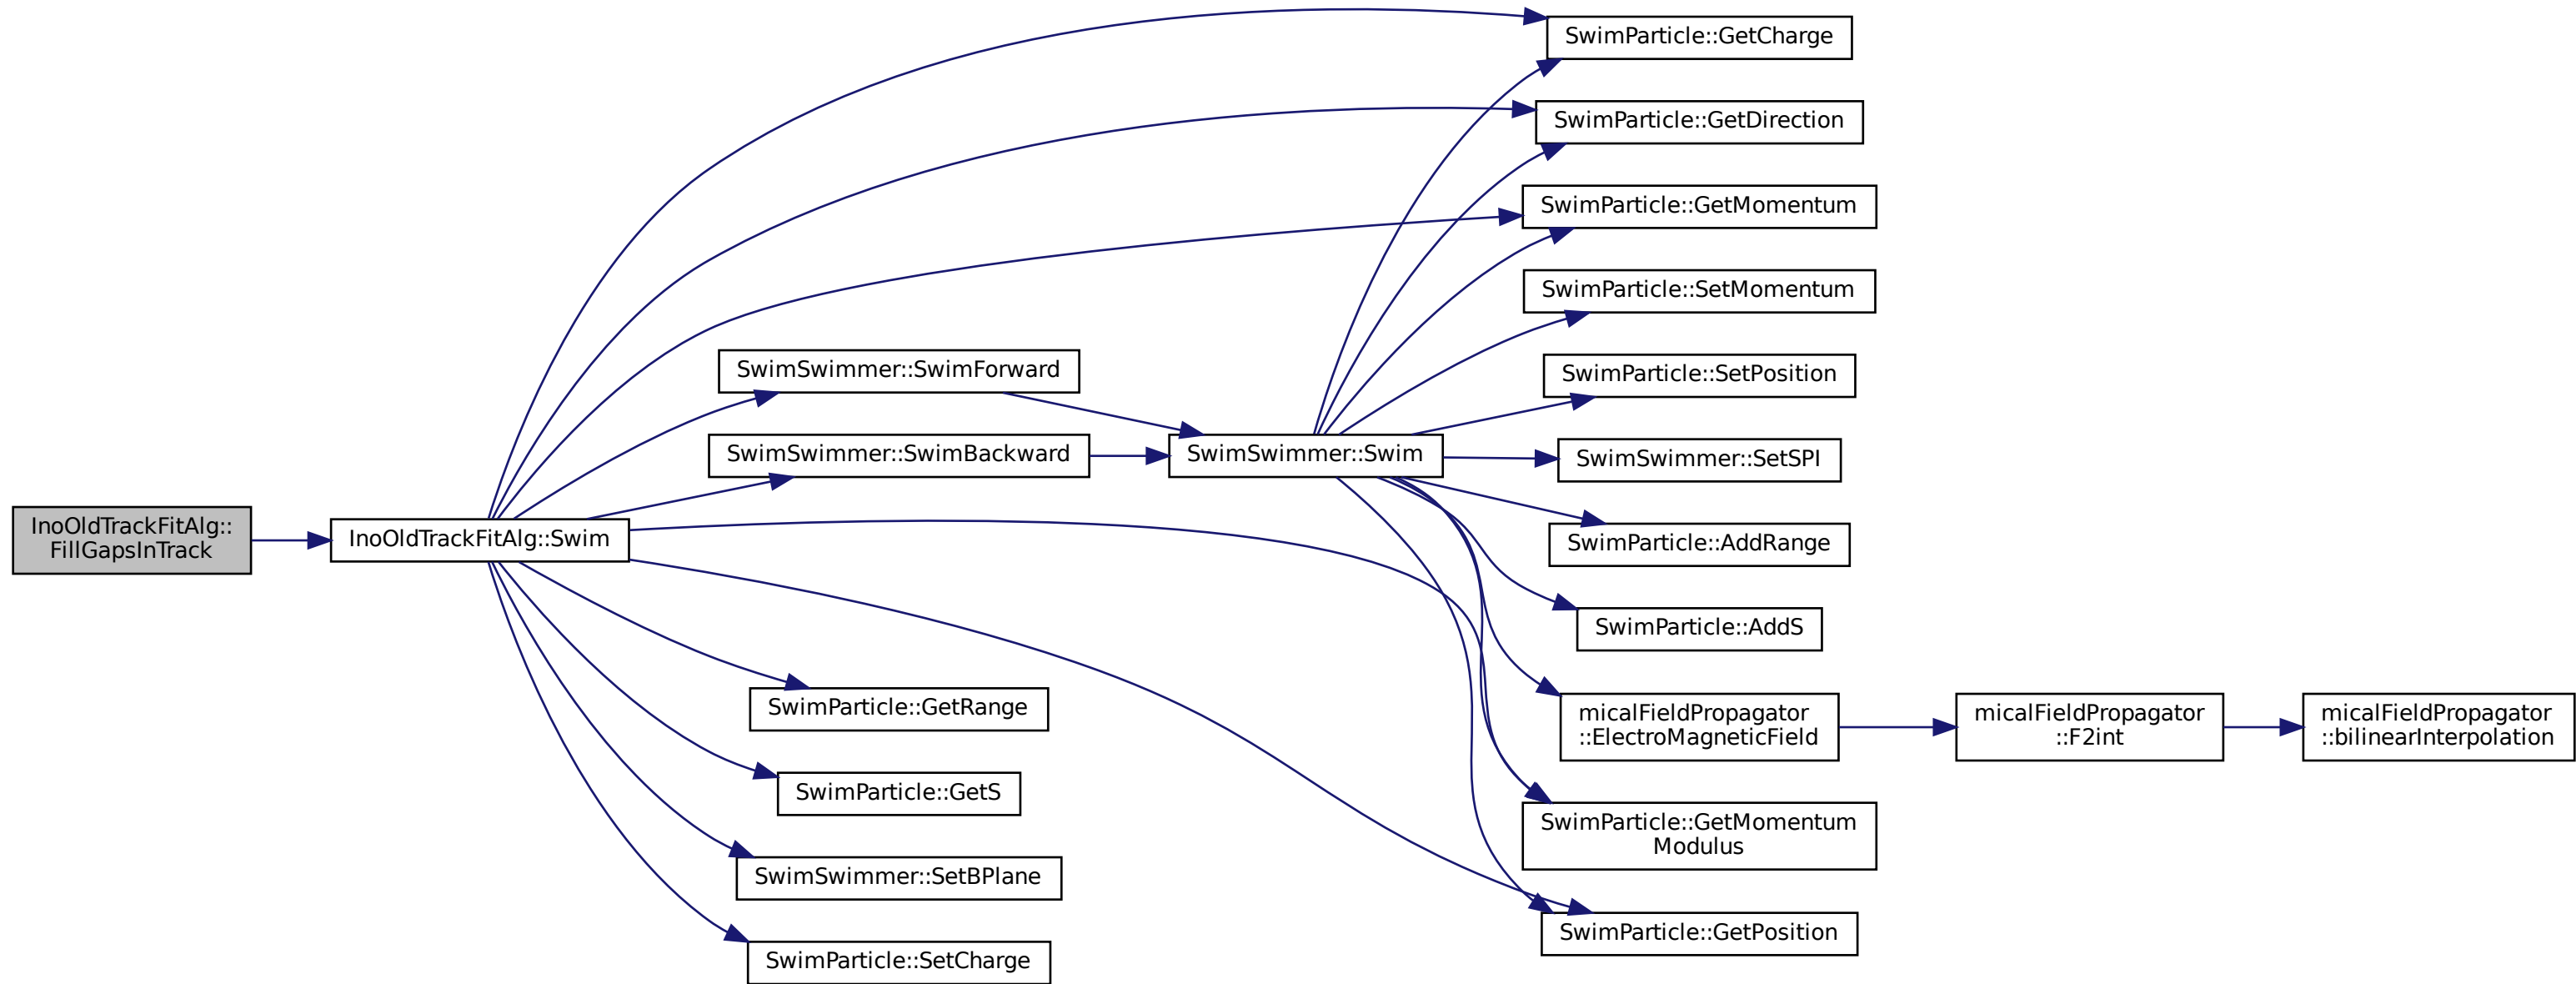 InoOldTrackFitAlg::
FillGapsInTrack
InoOldTrackFitAlg::Swim
SwimSwimmer::SwimForward
SwimSwimmer::SwimBackward
SwimParticle::GetRange
SwimParticle::GetS
SwimSwimmer::SetBPlane
SwimParticle::SetCharge
SwimSwimmer::Swim
SwimParticle::GetCharge
SwimParticle::GetDirection
SwimParticle::GetMomentum
SwimParticle::SetMomentum
SwimParticle::SetPosition
SwimSwimmer::SetSPI
SwimParticle::AddRange
SwimParticle::AddS
micalFieldPropagator
::ElectroMagneticField
SwimParticle::GetMomentum
Modulus
SwimParticle::GetPosition
micalFieldPropagator
::F2int
micalFieldPropagator
::bilinearInterpolation